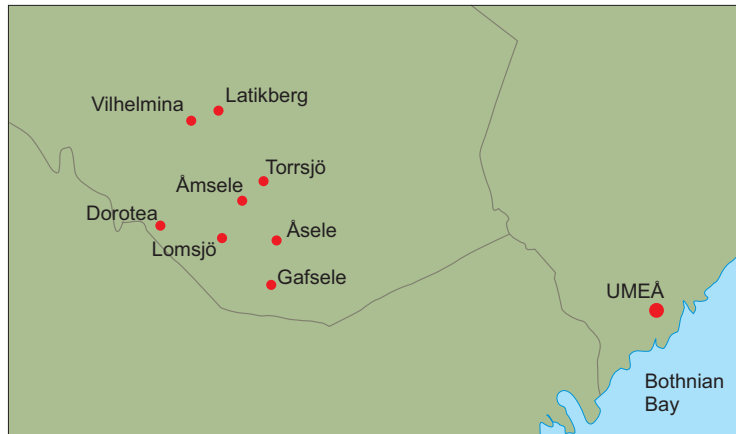 Latikberg
Vilhelmina
Torrsjö
Åmsele
Dorotea
Åsele
Lomsjö
Gafsele
UMEÅ
Bothnian
Bay